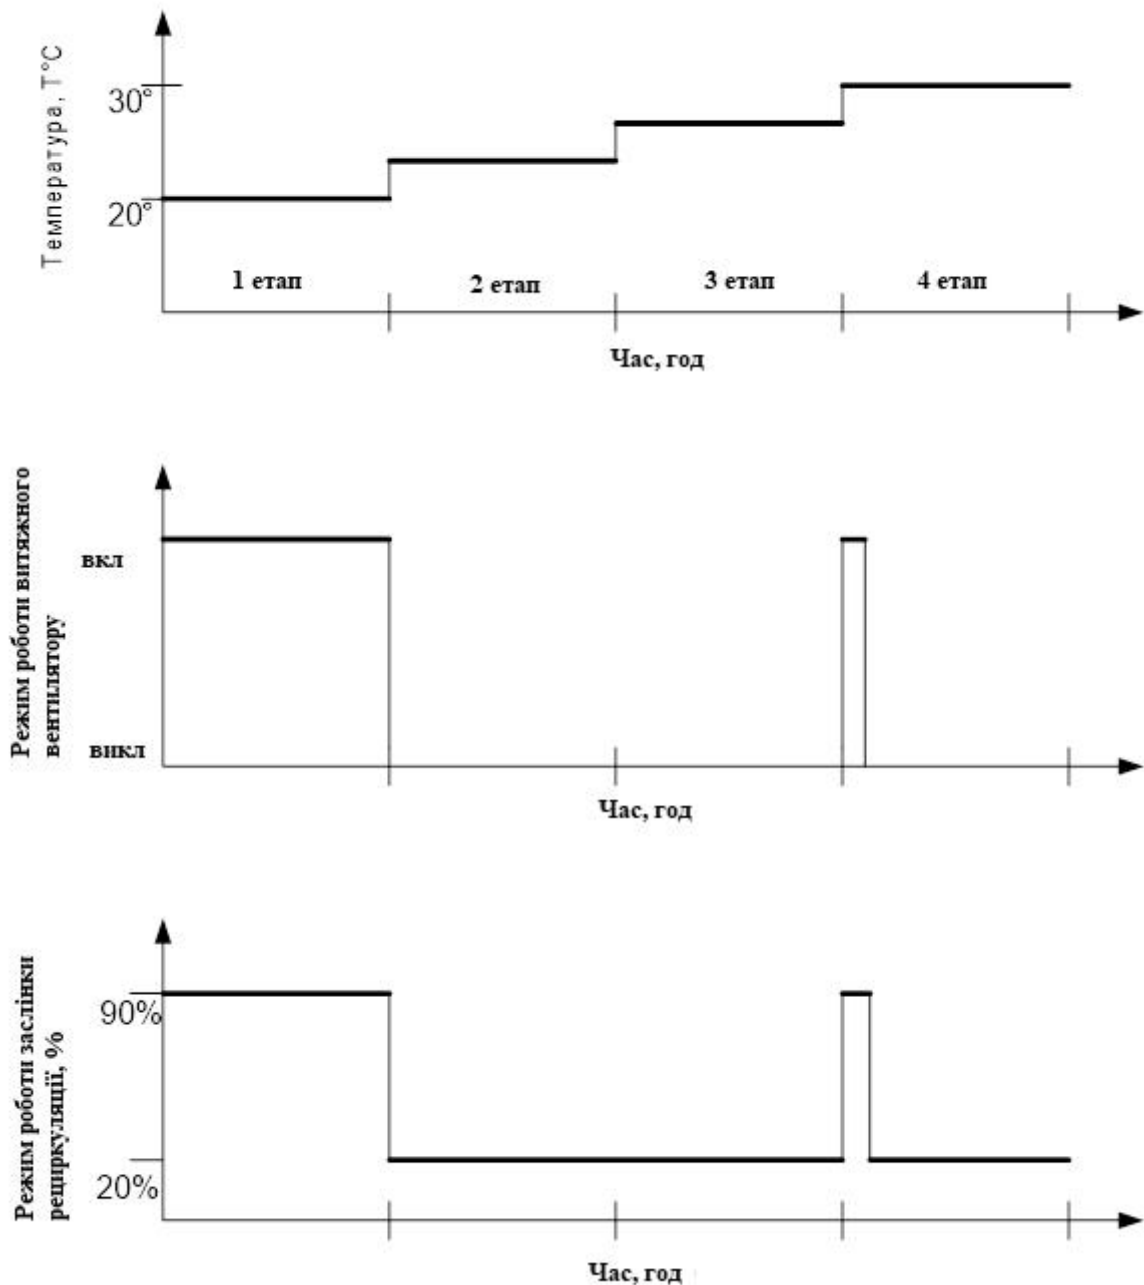 Температура, T°C
30°
20°
1 етап
2 етап
3 етап
4 етап
Час, год
Режим роботи витяжного
вентилятору
вкл
викл
Час, год
Режим роботи заслінки
рециркуляції, %
90%
20%
Час, год